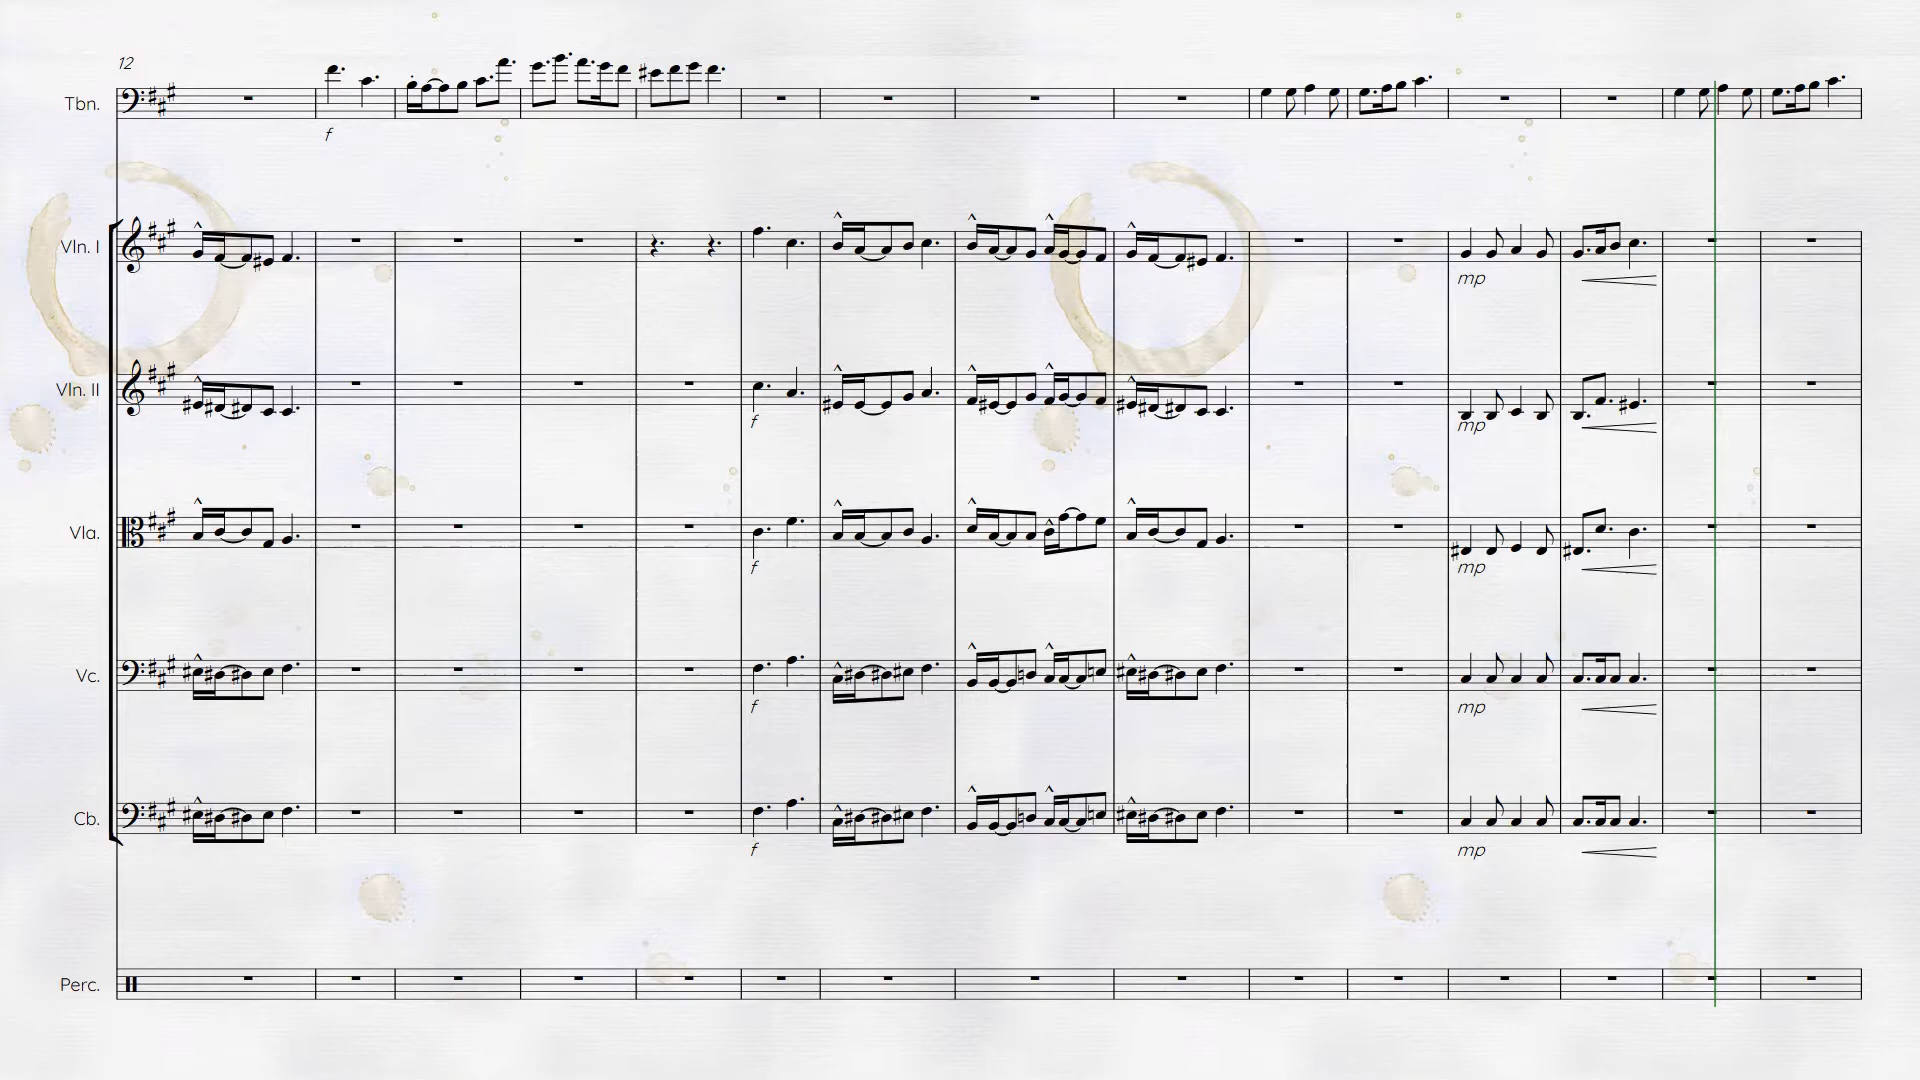 12
Tbn.
f
Vln. I
mp
Vln. II
f
mp
Vla.
f
mp
Vc.
f
mp
Cb.
f
mp
Perc.